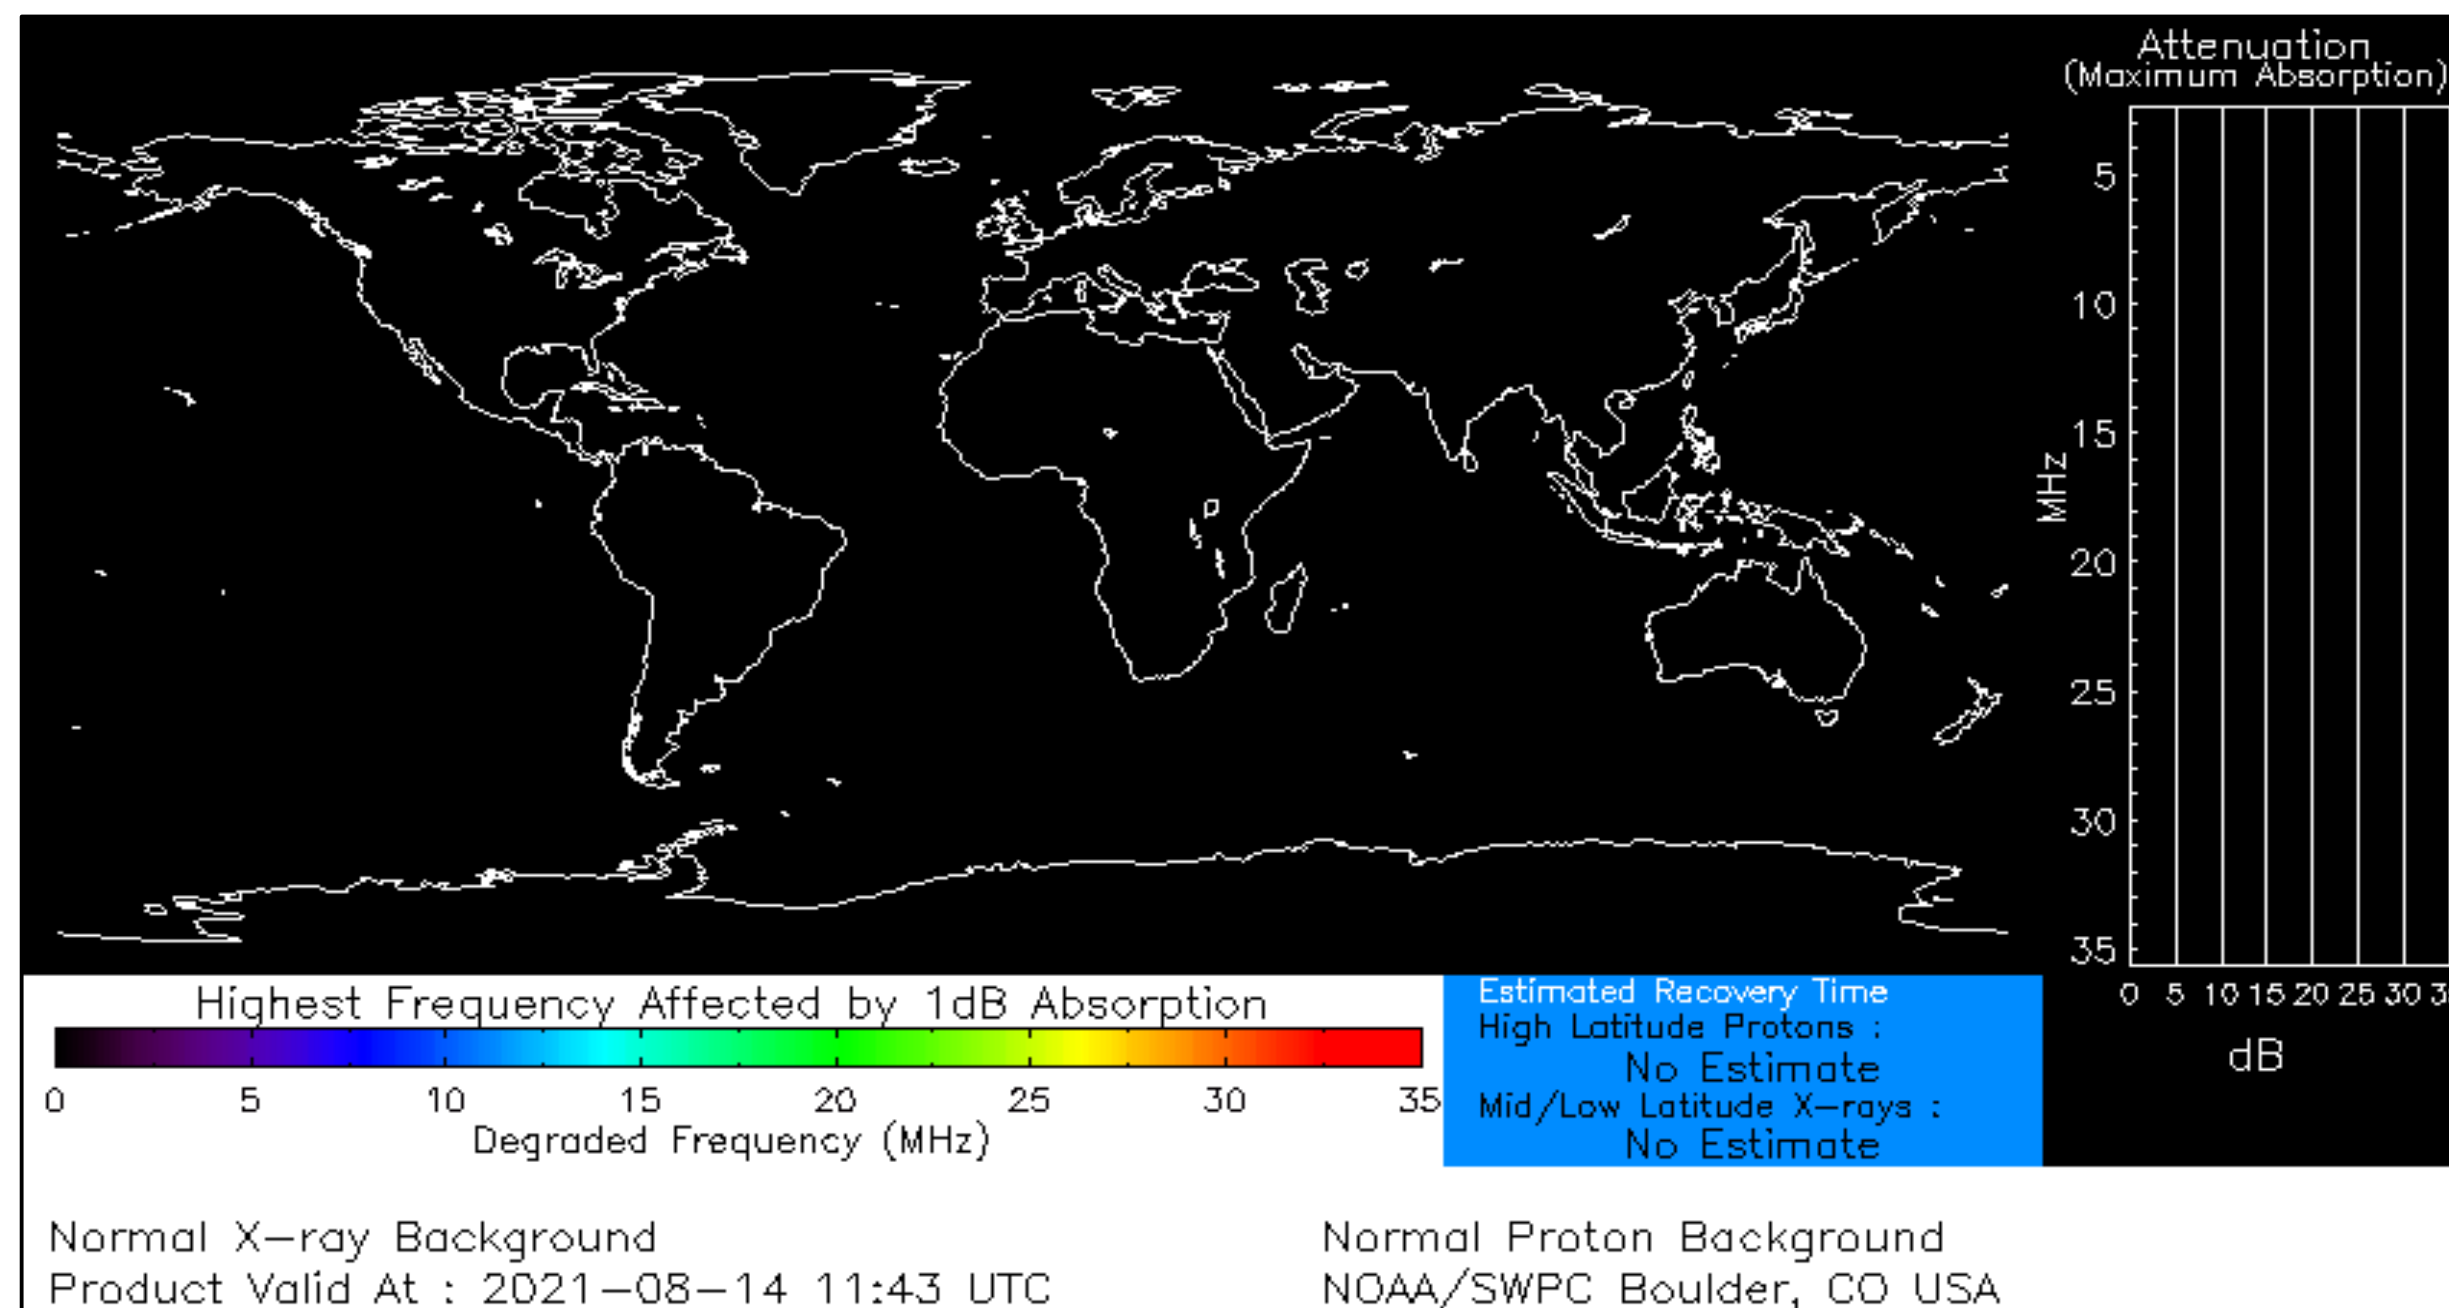 Attenuation
(Maximum Absorption)
5
10
15
20
25
30
35
MHz
0 5 10 15 20 25 30
dB
Highest Frequency Affected by 1dB Absorption
0 5 10 15 20 25 30 35
Degraded Frequency (MHz)
Estimated Recovery Time
High Latitude Protons :
No Estimate
Mid/Low Latitude X-rays :
No Estimate
Normal X-ray Background
Normal Proton Background
Product Valid At : 2021-08-14 11:43 UTC
NOAA/SWPC Boulder, CO USA